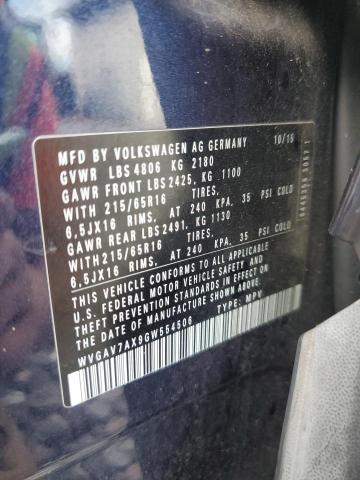 MFD BY VOLKSWAGEN AG GERMANY 10/15
GVWR LBS 4806 KG 2180
GAWR FRONT LBS 2425, KG 1100
WITH 215/65R16 TIRES.
6.5JX16 RIMS, AT 240 KPA, 35 PSI COLD
GAWR REAR LBS 2491, KG 1130
WITH 215/65R16 TIRES.
6.5JX16 RIMS, AT 240 KPA, 35 PSI COLD
THIS VEHICLE CONFORMS TO ALL APPLICABLE
U.S. FEDERAL MOTOR VEHICLE SAFETY AND
THEFT PREVENTION STANDARDS IN EFFECT
ON THE DATE OF MANUFACTURE SHOWN ABOVE.
WVGAV7AX9GW554506 TYPE: MPV